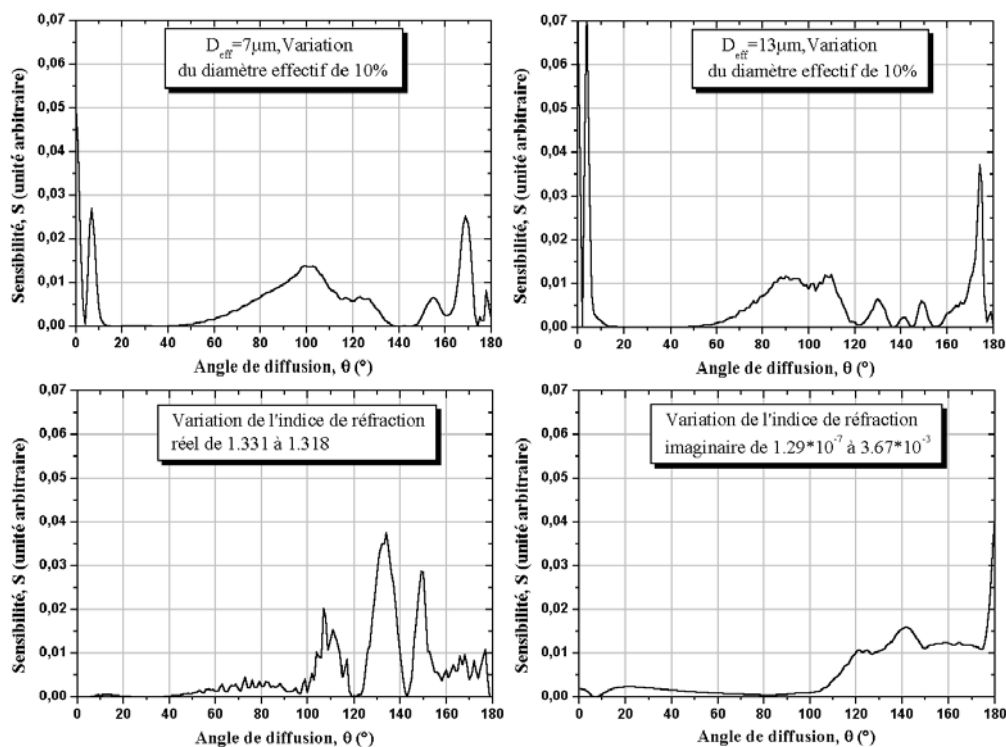 0,07
0,06
0,05
0,04
0,03
0,02
0,01
0,00
Sensibilité, S (unité arbitraire)
D_eff=7µm, Variation
du diamètre effectif de 10%
0 20 40 60 80 100 120 140 160 180
Angle de diffusion, θ (°)
0,07
0,06
0,05
0,04
0,03
0,02
0,01
0,00
Sensibilité, S (unité arbitraire)
D_eff=13µm, Variation
du diamètre effectif de 10%
0 20 40 60 80 100 120 140 160 180
Angle de diffusion, θ (°)
0,07
0,06
0,05
0,04
0,03
0,02
0,01
0,00
Sensibilité, S (unité arbitraire)
Variation de l'indice de réfraction
réel de 1.331 à 1.318
0 20 40 60 80 100 120 140 160 180
Angle de diffusion, θ (°)
0,07
0,06
0,05
0,04
0,03
0,02
0,01
0,00
Sensibilité, S (unité arbitraire)
Variation de l'indice de réfraction
imaginaire de 1.29*10⁻⁷ à 3.67*10⁻³
0 20 40 60 80 100 120 140 160 180
Angle de diffusion, θ (°)